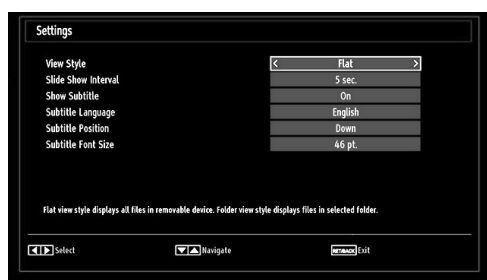 Settings
View Style < Flat >
Slide Show Interval 5 sec.
Show Subtitle On
Subtitle Language English
Subtitle Position Down
Subtitle Font Size 46 pt.
Flat view style displays all files in removable device. Folder view style displays files in selected folder.
Select Navigate RET/BACK Exit